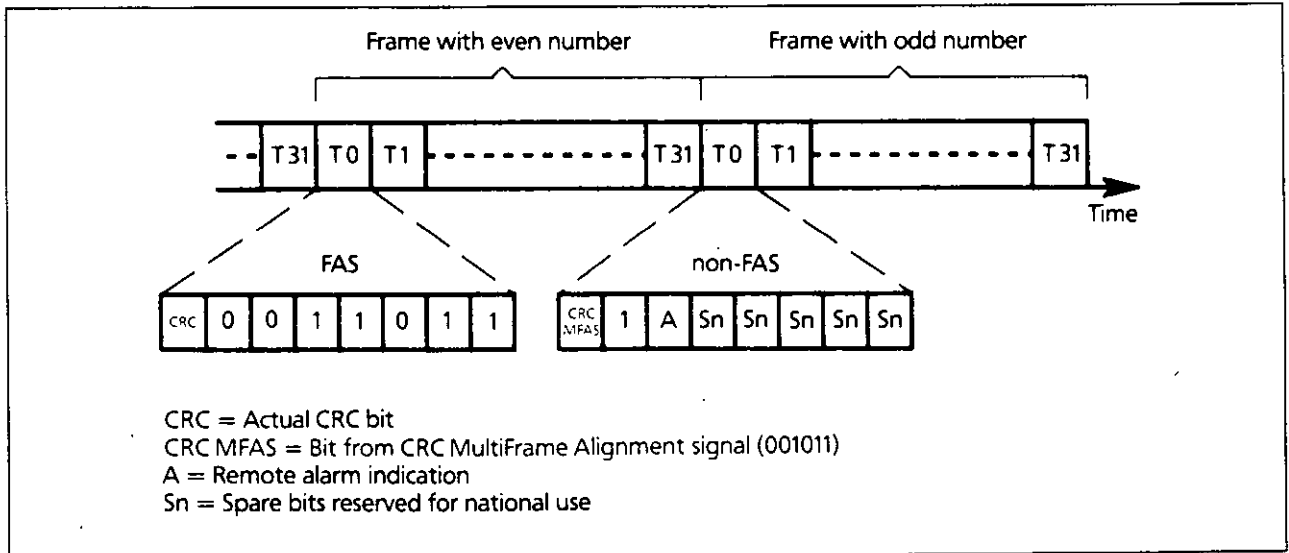 Frame with even number Frame with odd number
T31 T0 T1 T31 T0 T1 T31
Time
FAS non-FAS
CRC 0 0 1 1 0 1 1 CRC MFAS 1 A Sn Sn Sn Sn Sn
CRC = Actual CRC bit
CRC MFAS = Bit from CRC MultiFrame Alignment signal (001011)
A = Remote alarm indication
Sn = Spare bits reserved for national use